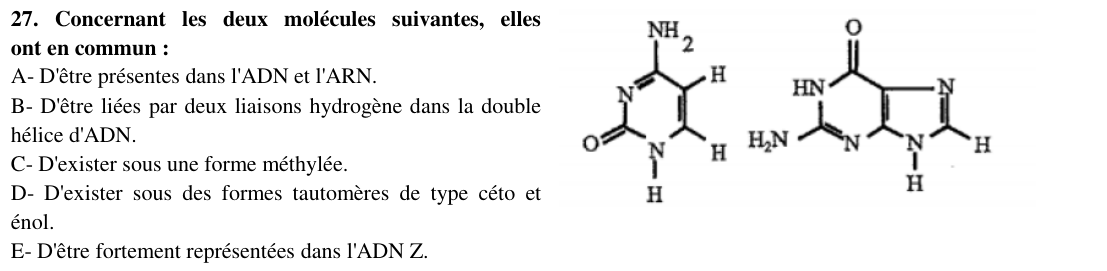 27. Concernant les deux molécules suivantes, elles
ont en commun :
A- D'être présentes dans l'ADN et l'ARN.
B- D'être liées par deux liaisons hydrogène dans la double
hélice d'ADN.
C- D'exister sous une forme méthylée.
D- D'exister sous des formes tautomères de type céto et
énol.
E- D'être fortement représentées dans l'ADN Z.
NH2
H
N
O
N
H
H
O
HN
N
H2N
N
N
H
H